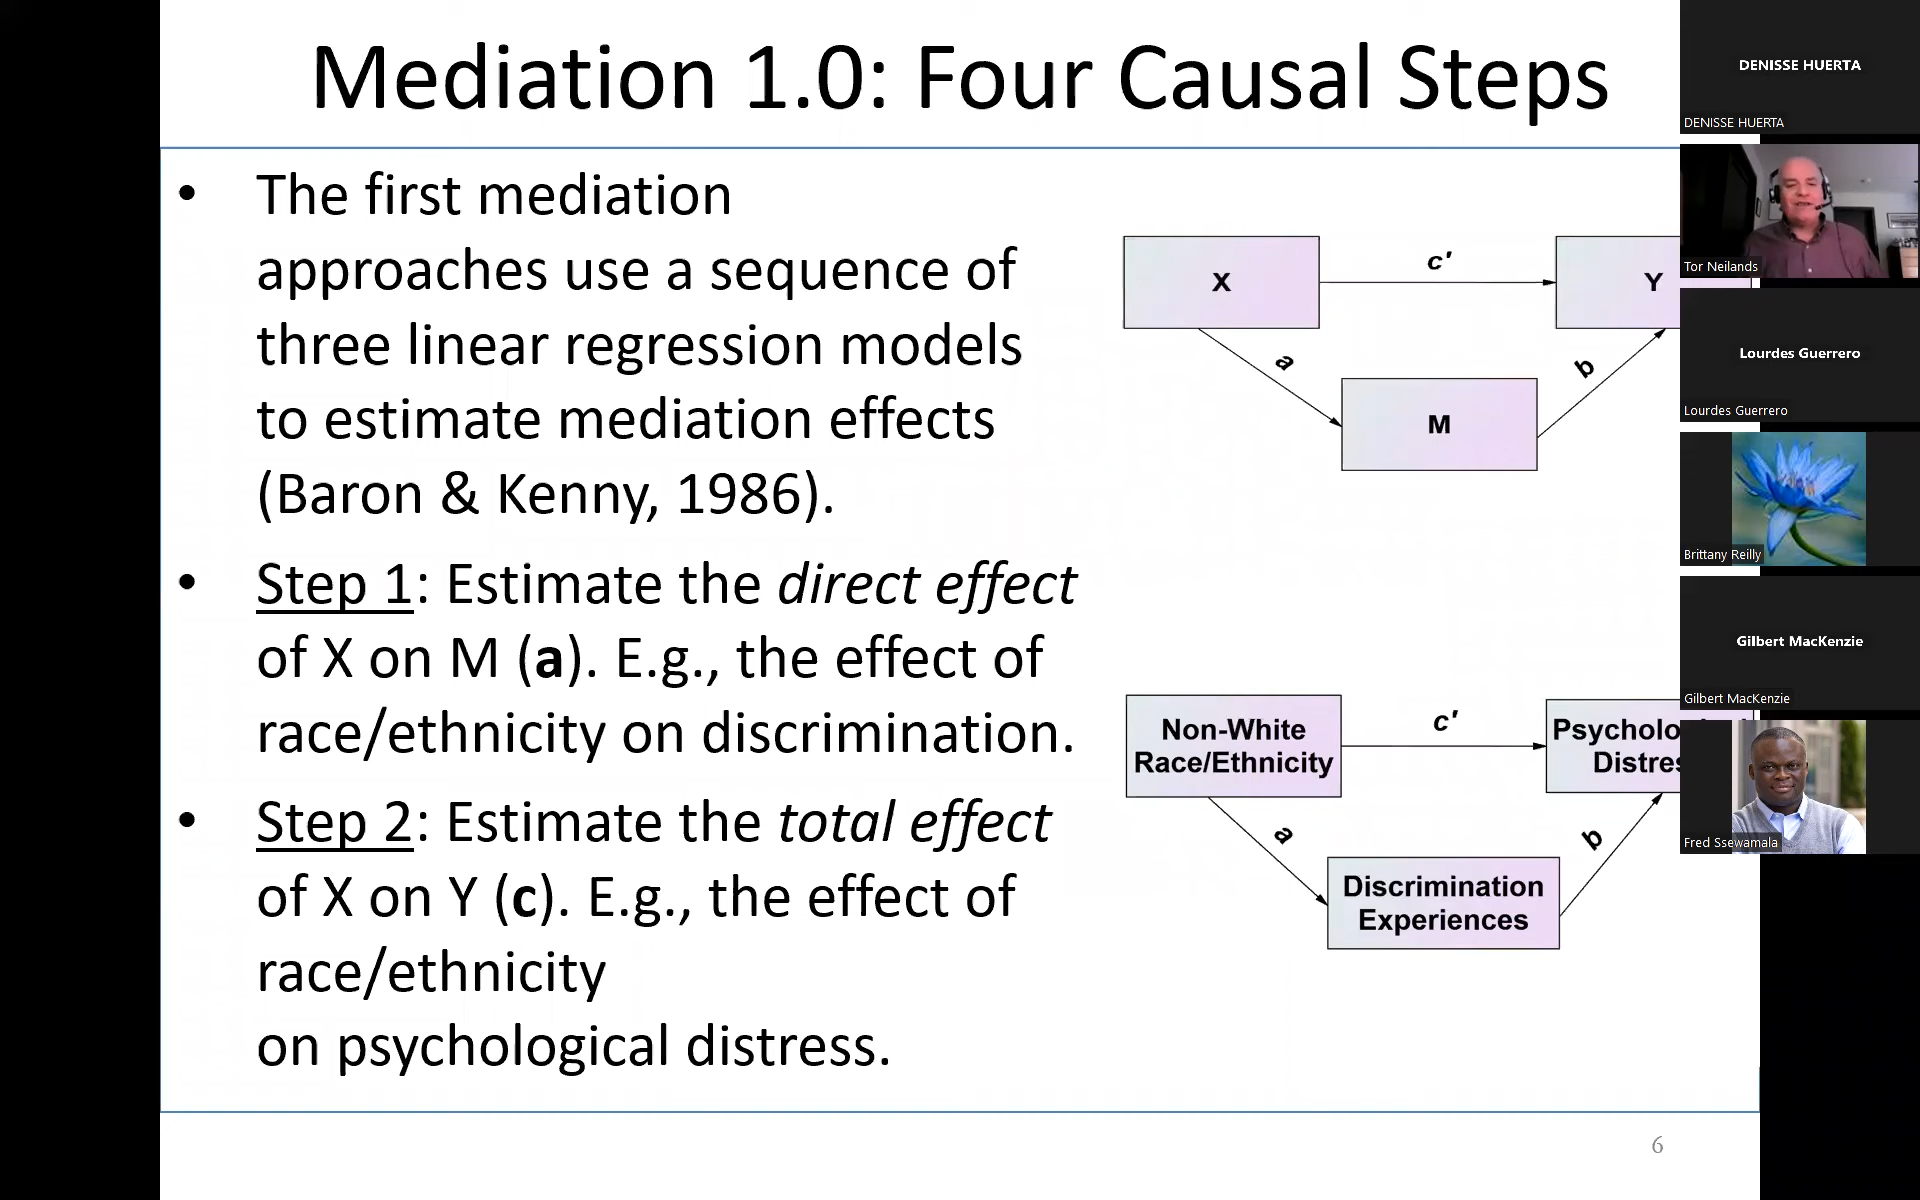 Mediation 1.0: Four Causal Steps
• The first mediation
approaches use a sequence of
three linear regression models
to estimate mediation effects
(Baron & Kenny, 1986).
• Step 1: Estimate the direct effect
of X on M (a). E.g., the effect of
race/ethnicity on discrimination.
• Step 2: Estimate the total effect
of X on Y (c). E.g., the effect of
race/ethnicity
on psychological distress.
X
c'
Y
a
b
M
Non-White
Race/Ethnicity
c'
a
b
Discrimination
Experiences
6
DENISSE HUERTA
DENISSE HUERTA
Tor Neilands
Lourdes Guerrero
Lourdes Guerrero
Brittany Reilly
Gilbert MacKenzie
Gilbert MacKenzie
Fred Ssewamala